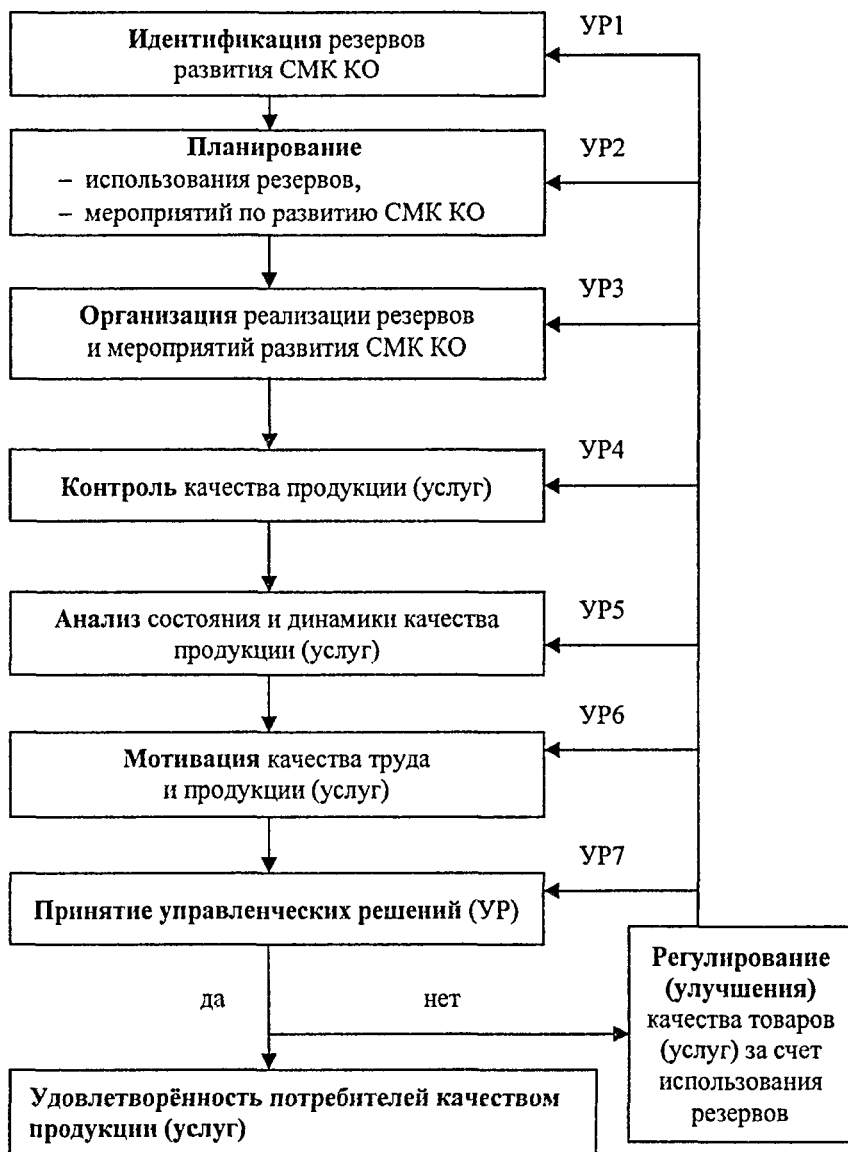 Идентификация резервов
развития СМК КО
УР1
Планирование
– использования резервов,
– мероприятий по развитию СМК КО
УР2
Организация реализации резервов
и мероприятий развития СМК КО
УР3
Контроль качества продукции (услуг)
УР4
Анализ состояния и динамики качества
продукции (услуг)
УР5
Мотивация качества труда
и продукции (услуг)
УР6
Принятие управленческих решений (УР)
УР7
да
нет
Регулирование
(улучшения)
качества товаров
(услуг) за счет
использования
резервов
Удовлетворённость потребителей качеством
продукции (услуг)